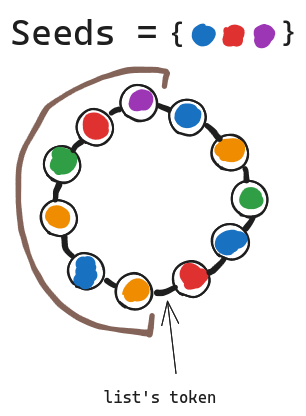 Seeds = { }
list's token